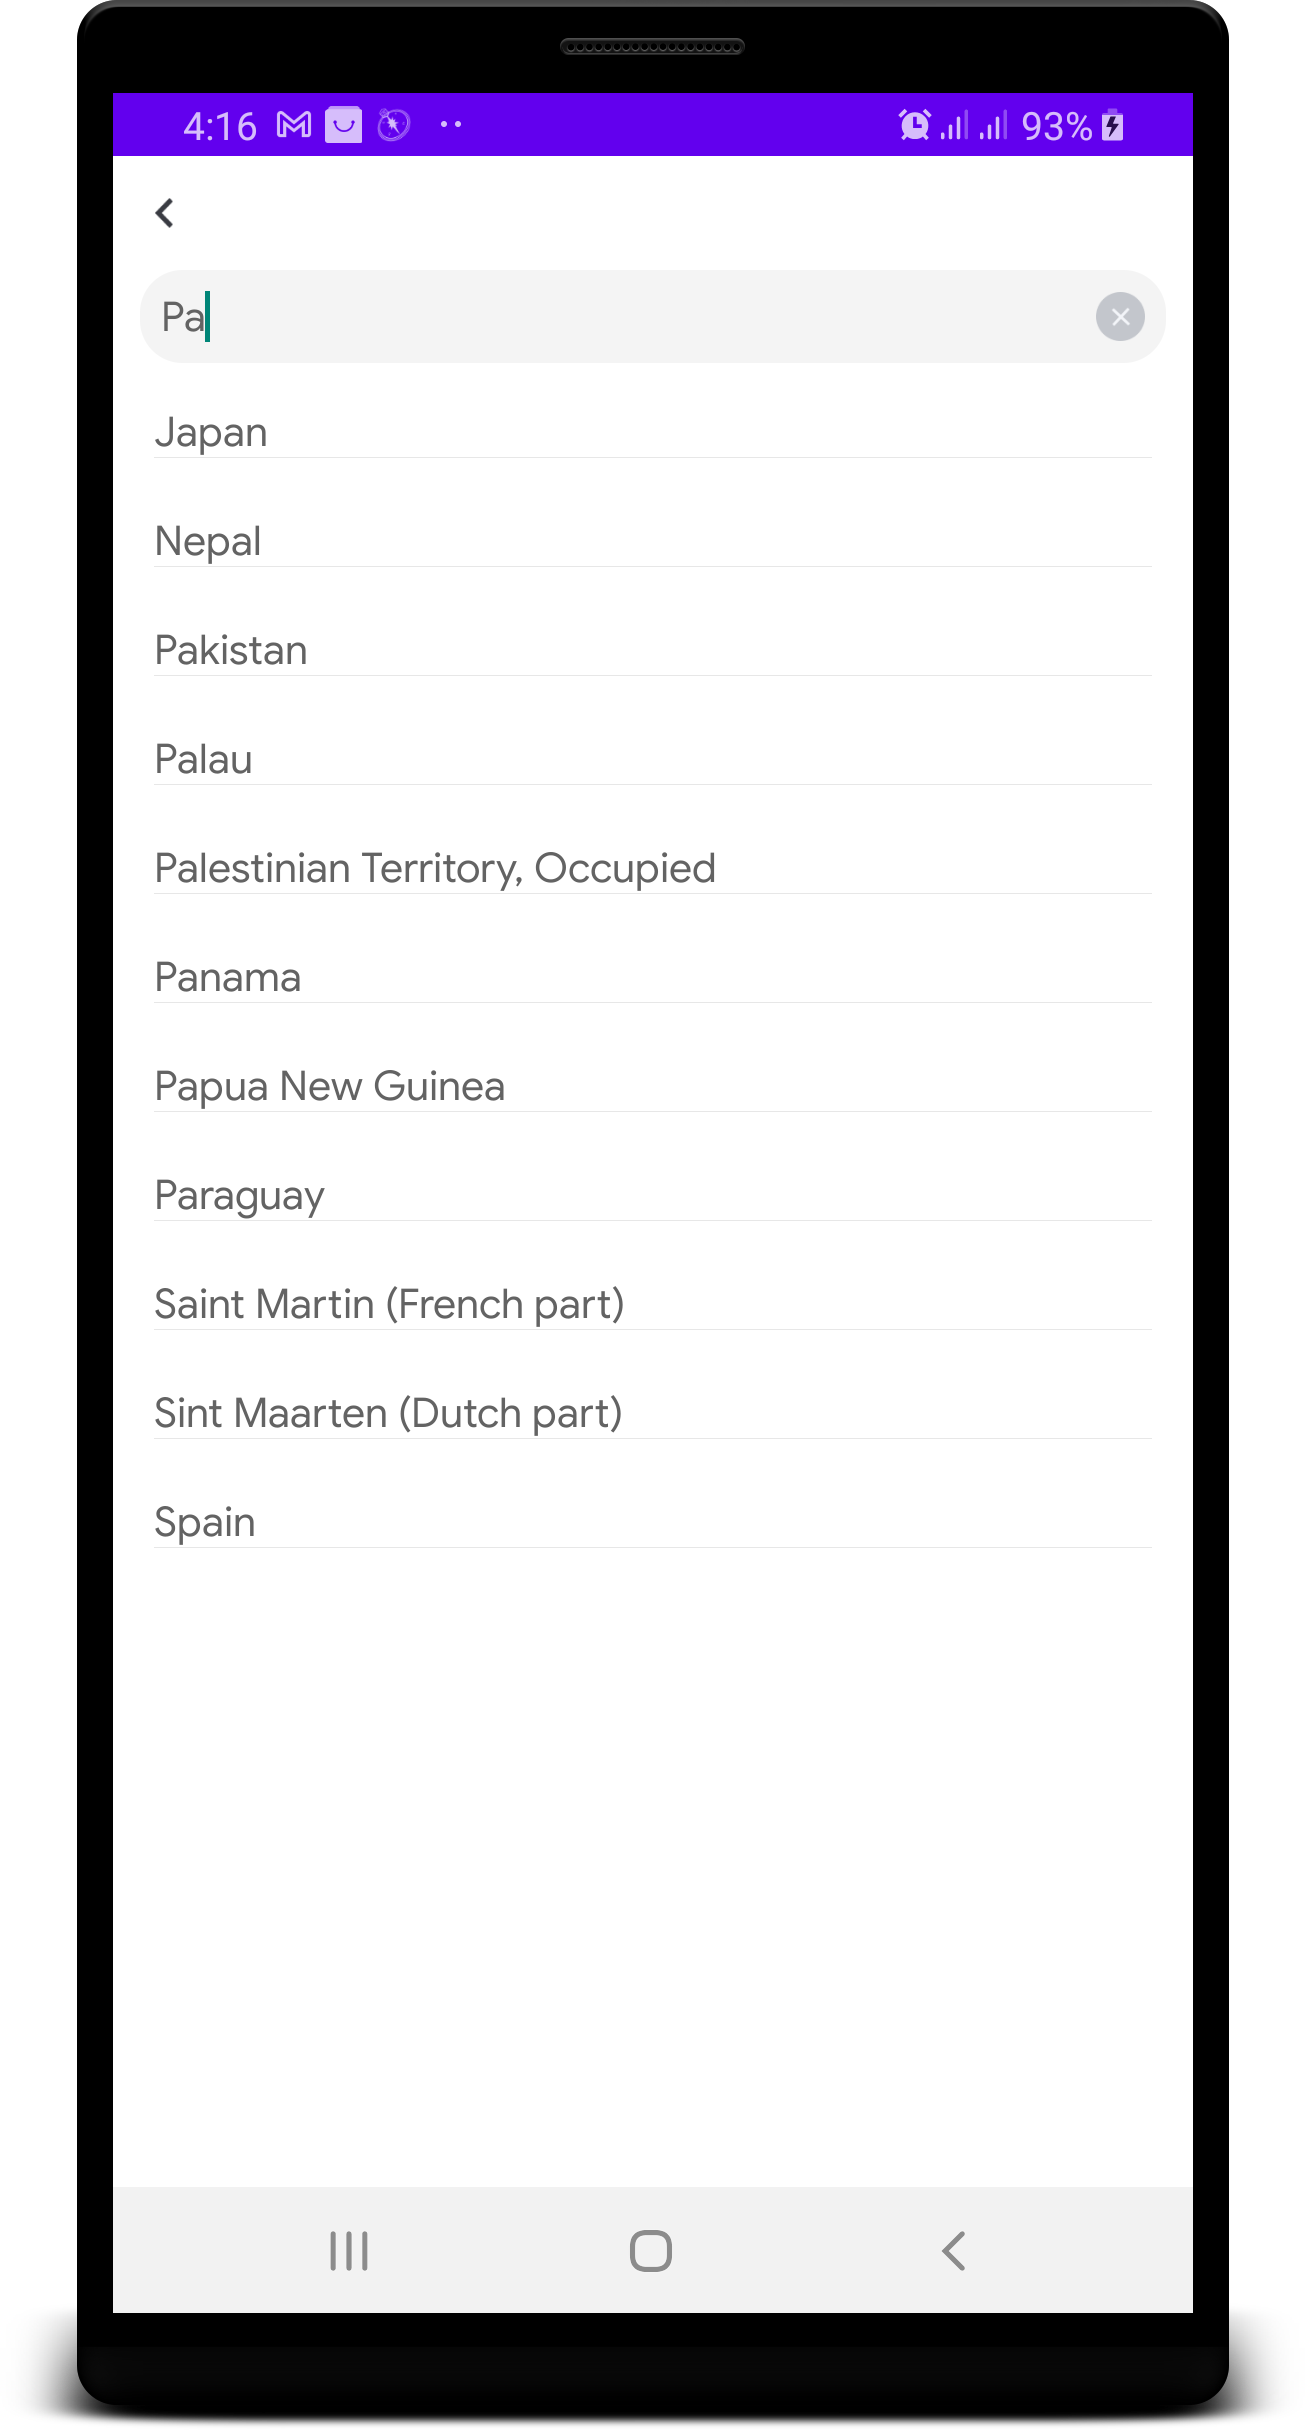 4:16
93%
Pa
Japan
Nepal
Pakistan
Palau
Palestinian Territory, Occupied
Panama
Papua New Guinea
Paraguay
Saint Martin (French part)
Sint Maarten (Dutch part)
Spain